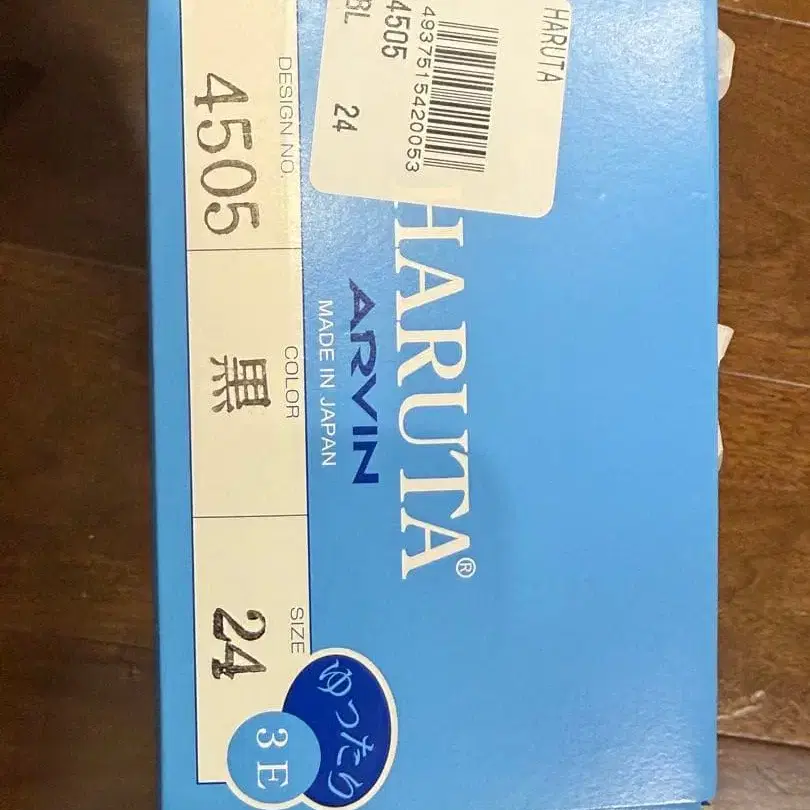 HARUTA
4937515420053
4505
BL 24
HARUTA®
ARVIN
MADE IN JAPAN
DESIGN NO.
4505
COLOR
黒
SIZE
24
ゆったり
3E